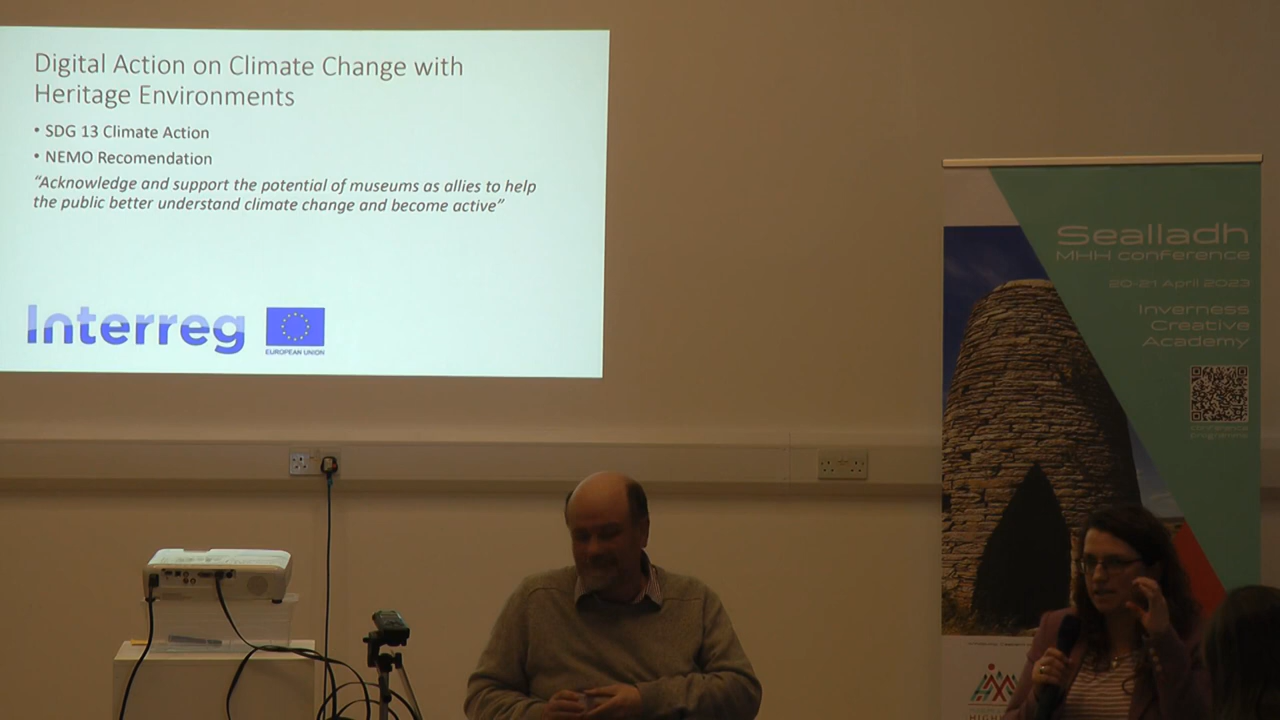 Digital Action on Climate Change with
Heritage Environments
• SDG 13 Climate Action
• NEMO Recomendation
“Acknowledge and support the potential of museums as allies to help
the public better understand climate change and become active”
Interreg
EUROPEAN UNION
Sealladh
MHH conference
20-21 April 2023
Inverness
Creative
Academy
conference
programme